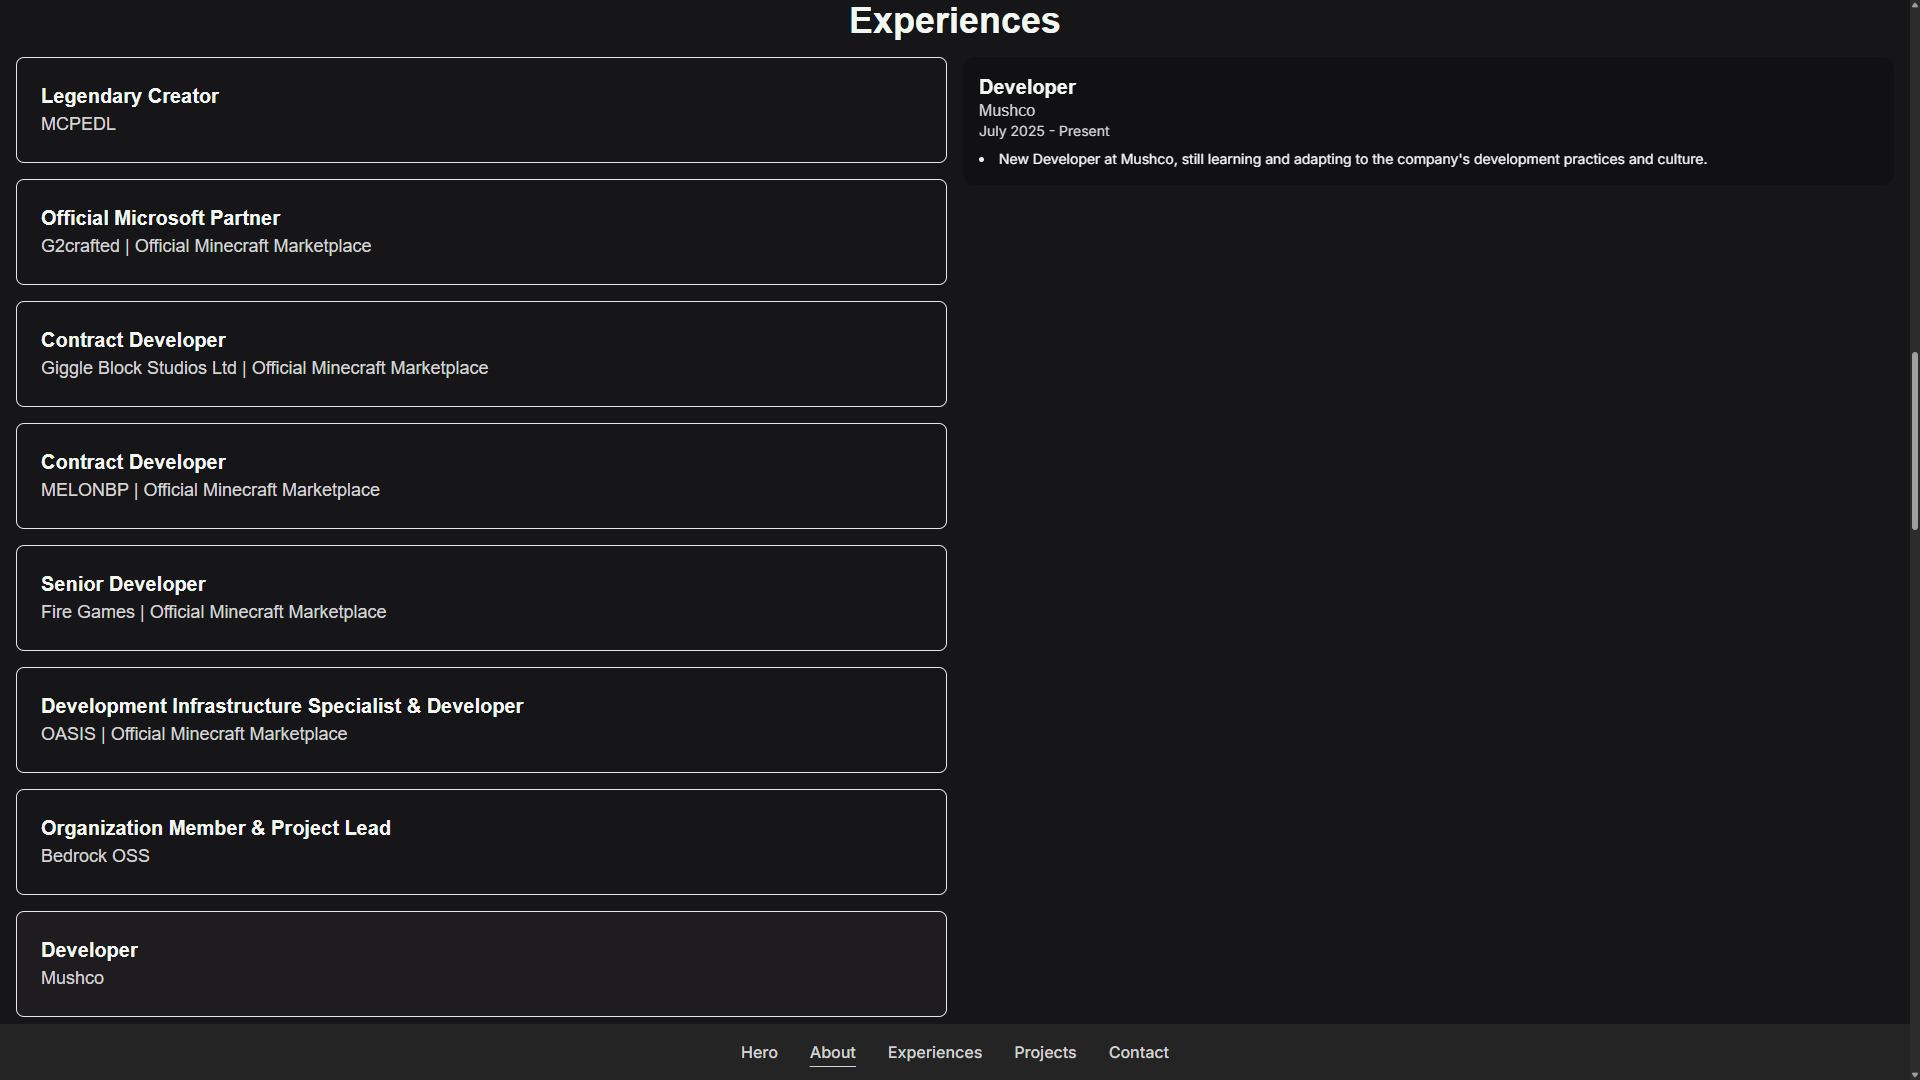 Experiences
Legendary Creator
MCPEDL
Official Microsoft Partner
G2crafted | Official Minecraft Marketplace
Contract Developer
Giggle Block Studios Ltd | Official Minecraft Marketplace
Contract Developer
MELONBP | Official Minecraft Marketplace
Senior Developer
Fire Games | Official Minecraft Marketplace
Development Infrastructure Specialist & Developer
OASIS | Official Minecraft Marketplace
Organization Member & Project Lead
Bedrock OSS
Developer
Mushco
Developer
Mushco
July 2025 - Present
• New Developer at Mushco, still learning and adapting to the company's development practices and culture.
Hero About Experiences Projects Contact